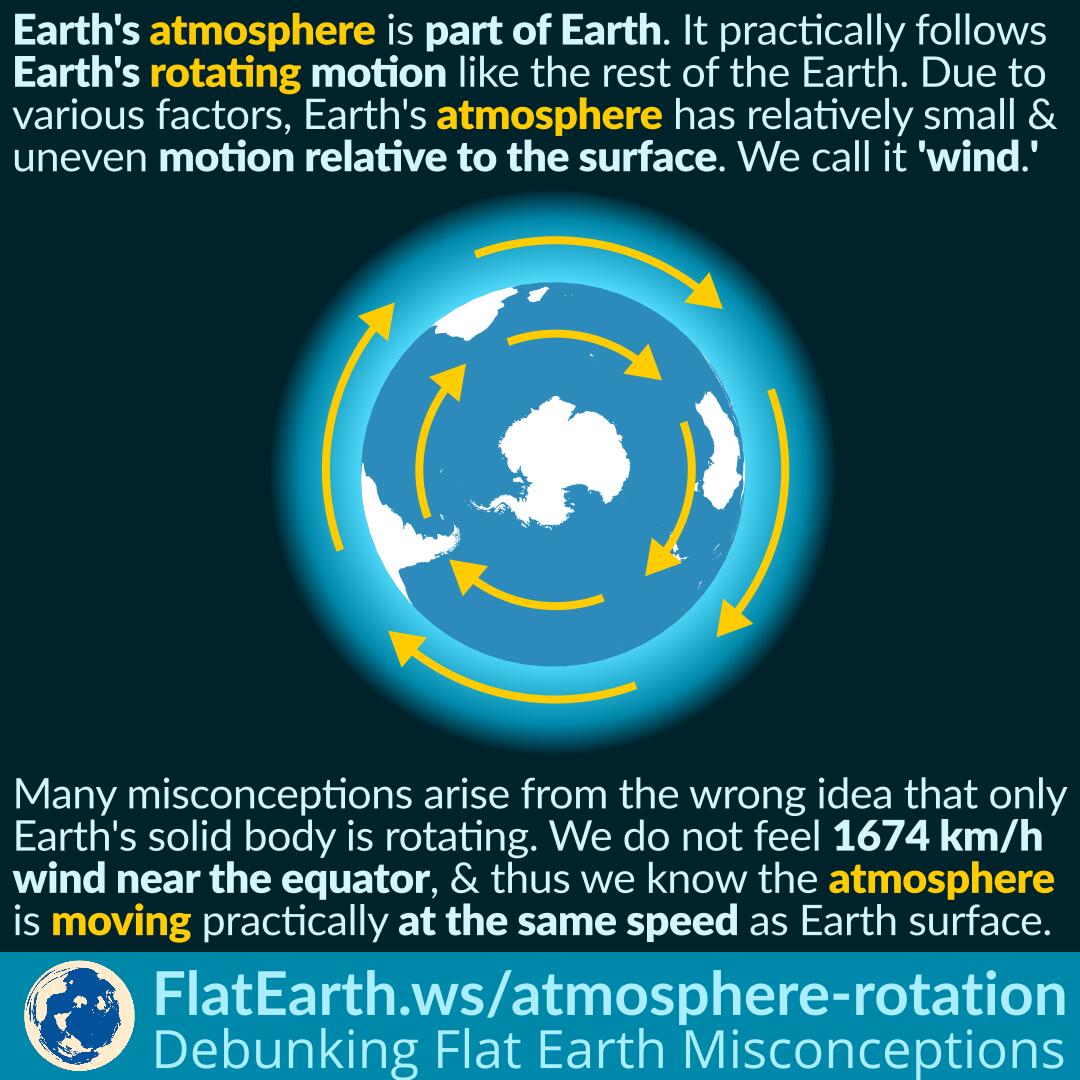 Earth's atmosphere is part of Earth. It practically follows
Earth's rotating motion like the rest of the Earth. Due to
various factors, Earth's atmosphere has relatively small &
uneven motion relative to the surface. We call it 'wind.'
Many misconceptions arise from the wrong idea that only
Earth's solid body is rotating. We do not feel 1674 km/h
wind near the equator, & thus we know the atmosphere
is moving practically at the same speed as Earth surface.
FlatEarth.ws/atmosphere-rotation
Debunking Flat Earth Misconceptions